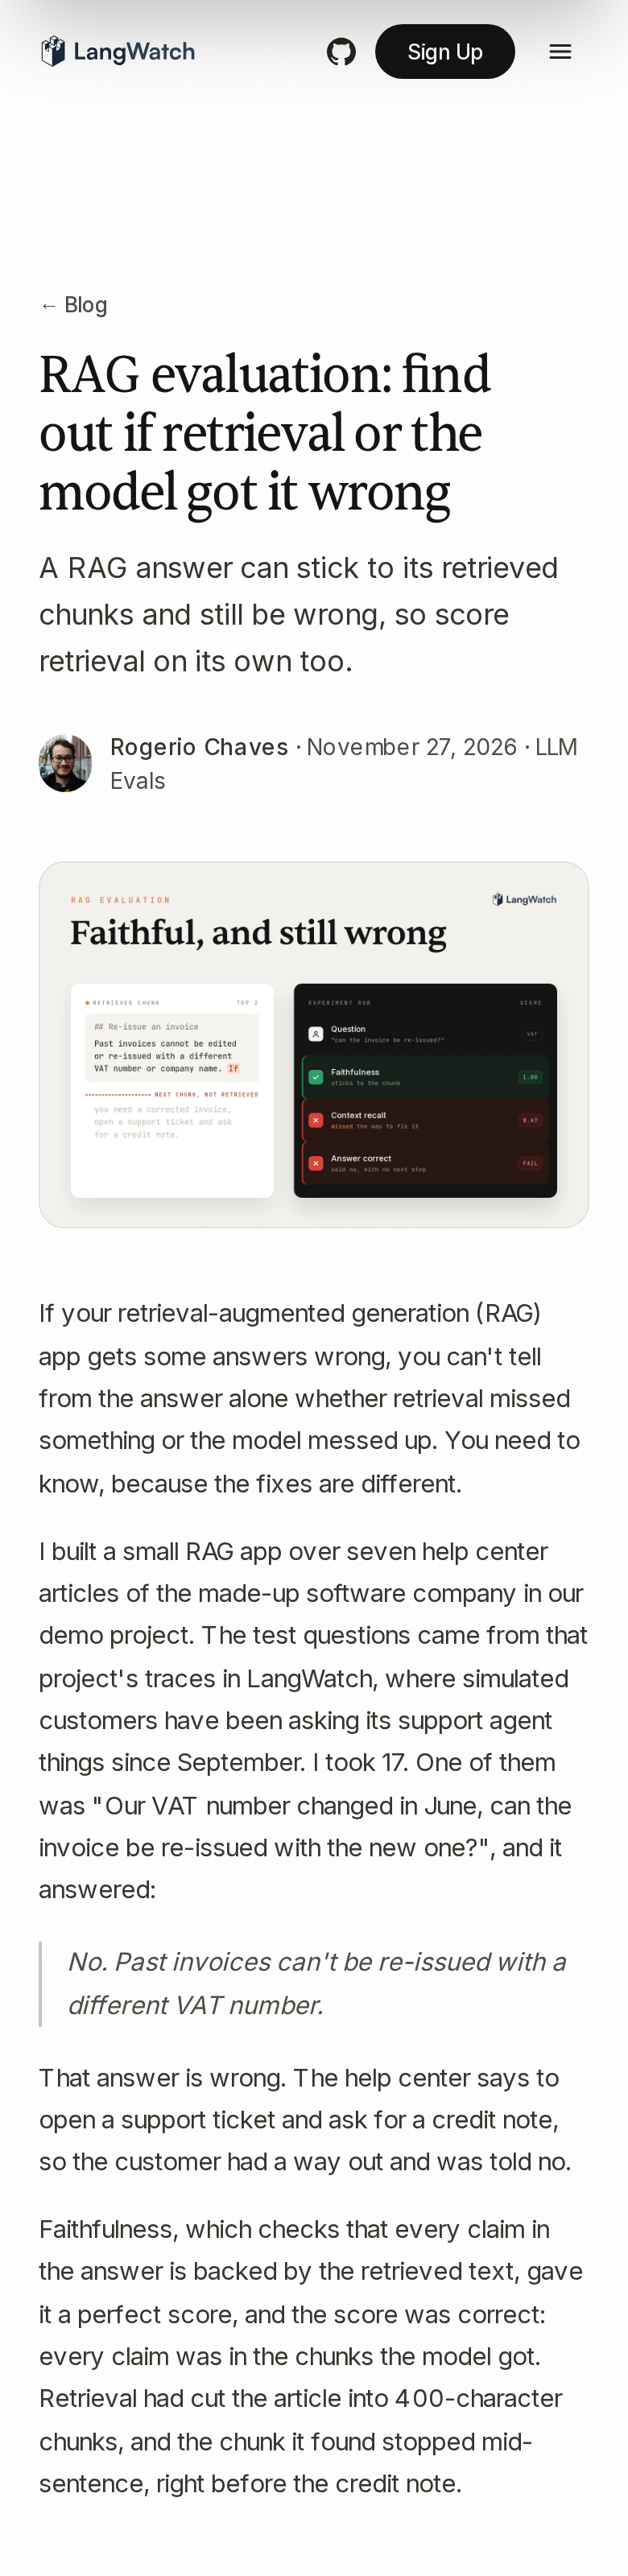 LangWatch
Sign Up
← Blog
RAG evaluation: find
out if retrieval or the
model got it wrong
A RAG answer can stick to its retrieved
chunks and still be wrong, so score
retrieval on its own too.
Rogerio Chaves · November 27, 2026 · LLM
Evals
RAG EVALUATION
LangWatch
Faithful, and still wrong
RETRIEVED CHUNK TOP 2
## Re-issue an invoice
Past invoices cannot be edited
or re-issued with a different
VAT number or company name. If
NEXT CHUNK, NOT RETRIEVED
you need a corrected invoice,
open a support ticket and ask
for a credit note.
EXPERIMENT ROW SCORE
Question
"can the invoice be re-issued?"
VAT
Faithfulness
sticks to the chunk
1.00
Context recall
missed the way to fix it
0.67
Answer correct
said no, with no next step
FAIL
If your retrieval-augmented generation (RAG)
app gets some answers wrong, you can't tell
from the answer alone whether retrieval missed
something or the model messed up. You need to
know, because the fixes are different.
I built a small RAG app over seven help center
articles of the made-up software company in our
demo project. The test questions came from that
project's traces in LangWatch, where simulated
customers have been asking its support agent
things since September. I took 17. One of them
was "Our VAT number changed in June, can the
invoice be re-issued with the new one?", and it
answered:
No. Past invoices can't be re-issued with a
different VAT number.
That answer is wrong. The help center says to
open a support ticket and ask for a credit note,
so the customer had a way out and was told no.
Faithfulness, which checks that every claim in
the answer is backed by the retrieved text, gave
it a perfect score, and the score was correct:
every claim was in the chunks the model got.
Retrieval had cut the article into 400-character
chunks, and the chunk it found stopped mid-
sentence, right before the credit note.